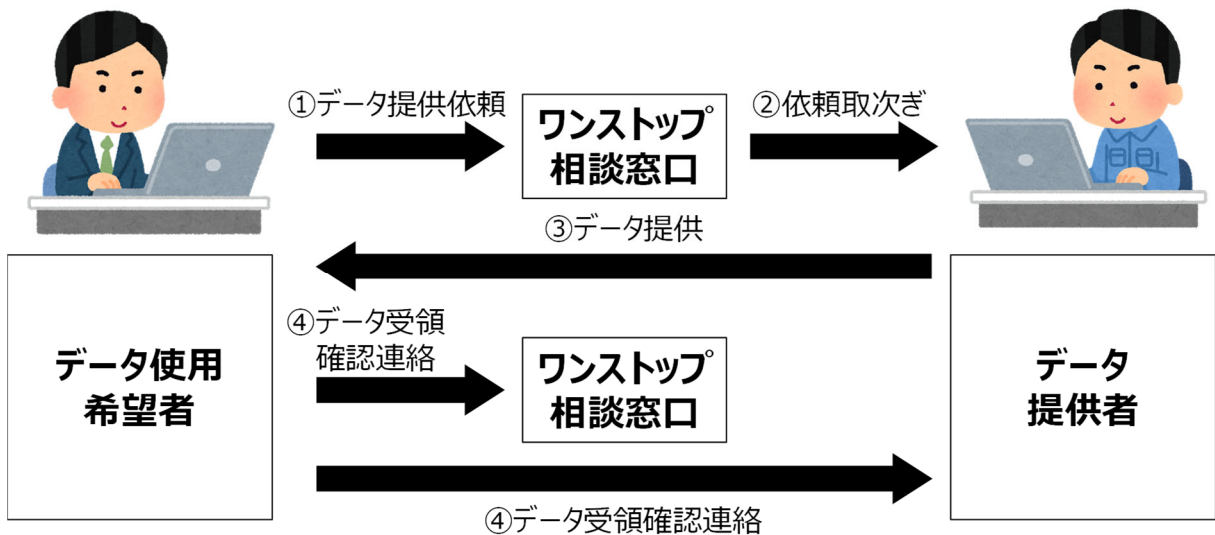 ①データ提供依頼
ワンストップ
相談窓口
②依頼取次ぎ
③データ提供
データ使用
希望者
④データ受領
確認連絡
ワンストップ
相談窓口
データ
提供者
④データ受領確認連絡